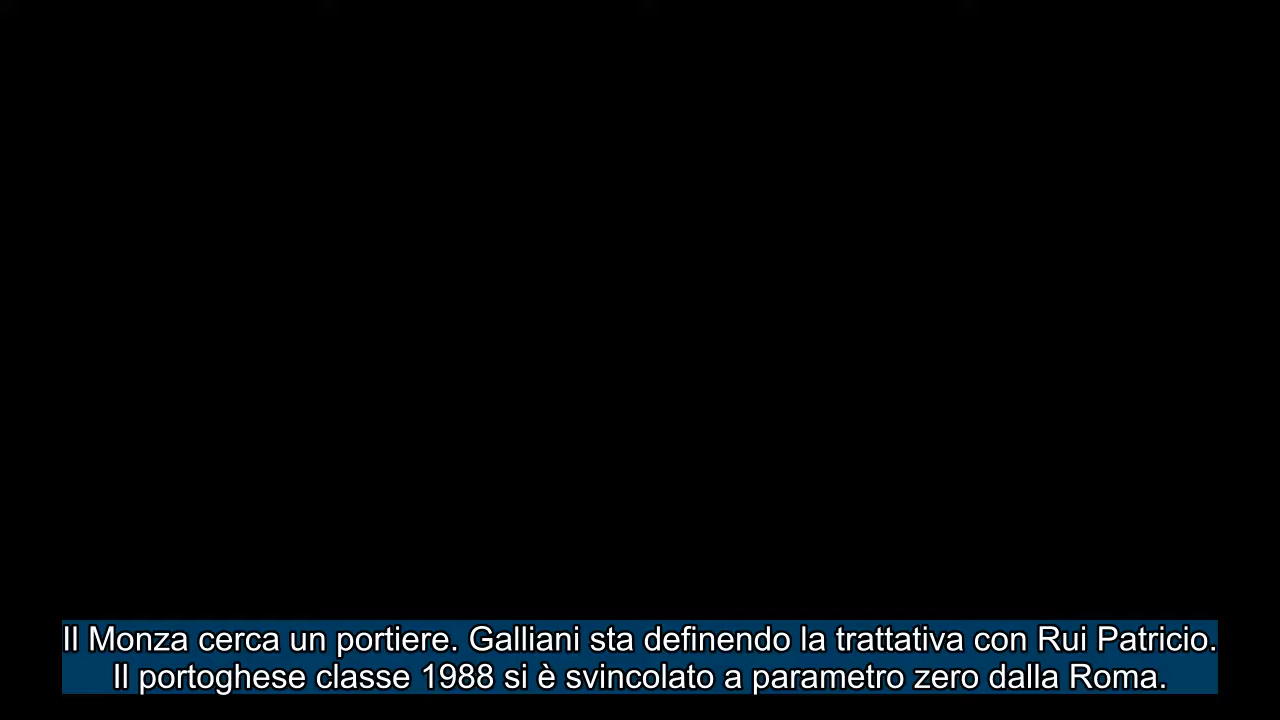 Il Monza cerca un portiere. Galliani sta definendo la trattativa con Rui Patricio.
Il portoghese classe 1988 si è svincolato a parametro zero dalla Roma.